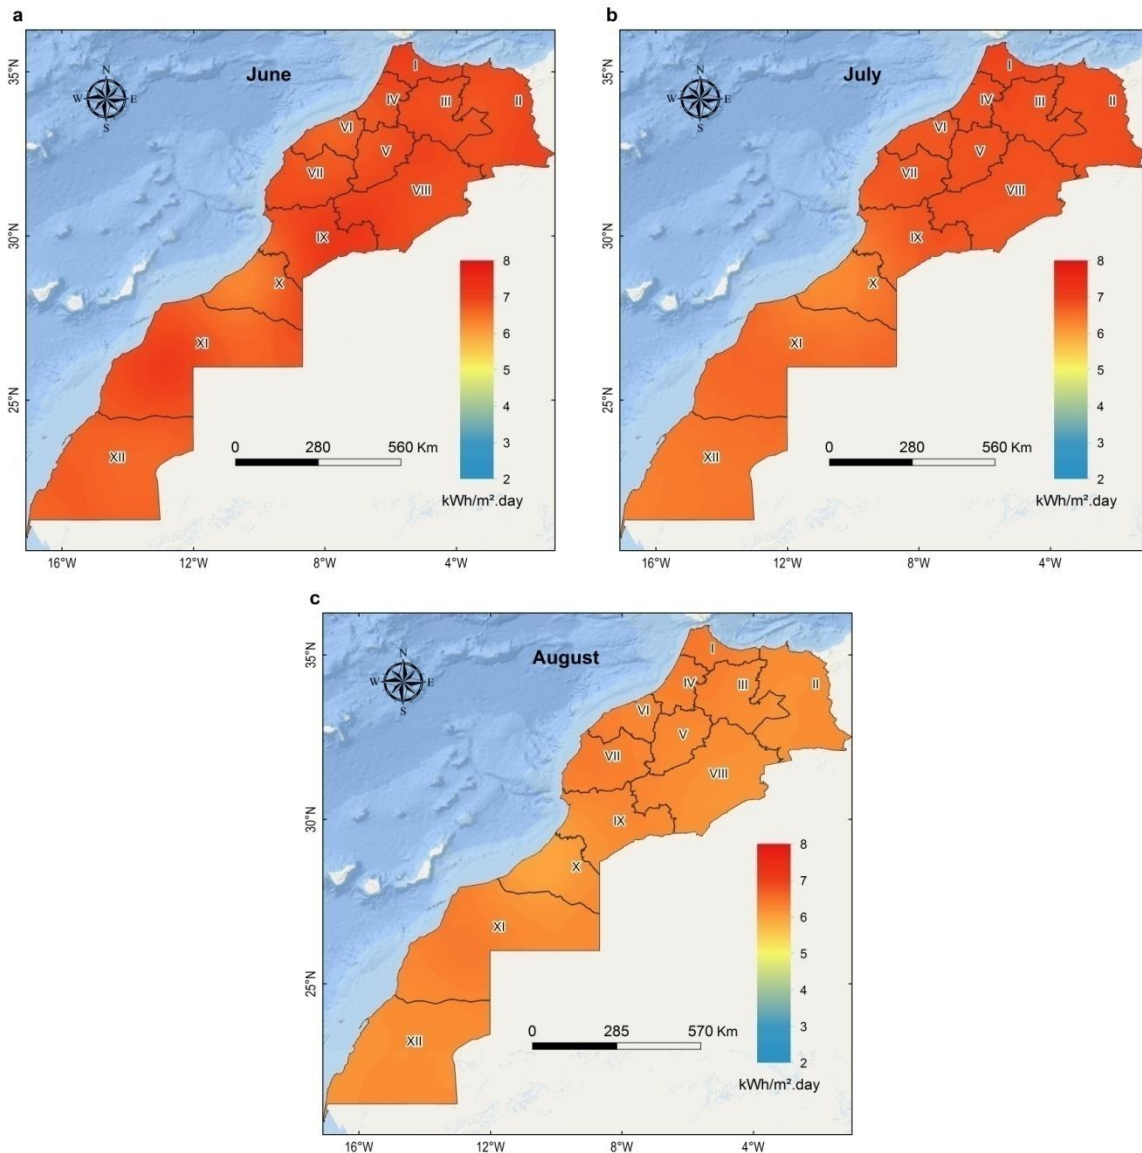 a
June
N
W E
S
35°N
30°N
25°N
I
II
III
IV
V
VI
VII
VIII
IX
X
XI
XII
8
7
6
5
4
3
2
kWh/m².day
0 280 560 Km
16°W 12°W 8°W 4°W
b
July
N
W E
S
35°N
30°N
25°N
I
II
III
IV
V
VI
VII
VIII
IX
X
XI
XII
8
7
6
5
4
3
2
kWh/m².day
0 280 560 Km
16°W 12°W 8°W 4°W
c
August
N
W E
S
35°N
30°N
25°N
I
II
III
IV
V
VI
VII
VIII
IX
X
XI
XII
8
7
6
5
4
3
2
kWh/m².day
0 285 570 Km
16°W 12°W 8°W 4°W